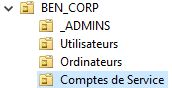 BEN_CORP
_ADMINS
Utilisateurs
Ordinateurs
Comptes de Service